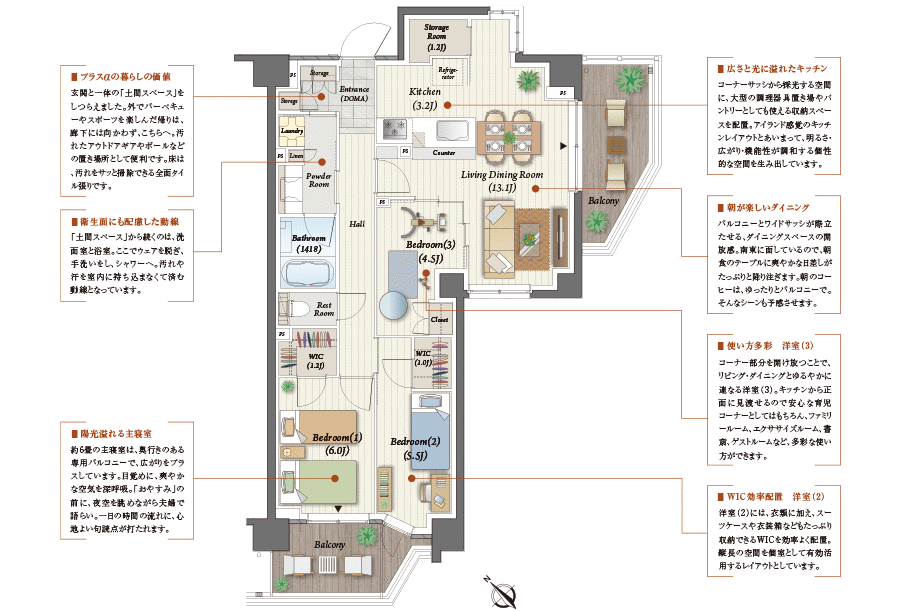 ■ プラスαの暮らしの価値
玄関と一体の「土間スペース」を
しつらえました。外でバーベキュ
ーやスポーツを楽しんだ帰りは、
廊下には向かわず、こちらへ。汚
れたアウトドアギアやボールなど
の置き場所として便利です。床は
、汚れをサッと掃除できる全面タイ
ル張りです。
■ 衛生面にも配慮した動線
「土間スペース」から続くのは、洗
面室と浴室。ここでウェアを脱ぎ、
手洗いをし、シャワーへ。汚れや
汗を室内に持ち込まなくて済む
動線となっています。
■ 陽光溢れる主寝室
約6畳の主寝室は、奥行きのある
専用バルコニーで、広がりをプラ
スしています。目覚めに、爽やか
な空気を深呼吸。「おやすみ」の
前に、夜空を眺めながら夫婦で
語らい。一日の時間の流れに、心
地よい句読点が打たれます。
Storage
Room
(1.2J)
PS
Storage
Storage
Entrance
(DOMA)
Refrige-
rator
Kitchen
(3.2J)
PS
Laundry
PS
Linen
Powder
Room
PS
Counter
Living Dining Room
(13.1J)
Balcony
PS
Hall
Bathroom
(1418)
Bedroom(3)
(4.5J)
Rest
Room
Closet
PS
WIC
(1.2J)
WIC
(1.0J)
Bedroom(1)
(6.0J)
Bedroom(2)
(5.5J)
Balcony
N
■ 広さと光に溢れたキッチン
コーナーサッシから採光する空間
に、大型の調理器具置き場やパ
ントリーとしても使える収納スペー
スを配置。アイランド感覚のキッチ
ンレイアウトとあいまって、明るさ・
広がり・機能性が調和する個性
的な空間を生み出しています。
■ 朝が楽しいダイニング
バルコニーとワイドサッシが際立
たせる、ダイニングスペースの開
放感。南東に面しているので、朝
食のテーブルに爽やかな日差しが
たっぷりと降り注ぎます。朝のコー
ヒーは、ゆったりとバルコニーで。
そんなシーンも予感させます。
■ 使い方多彩 洋室(3)
コーナー部分を開け放つことで、
リビング・ダイニングとゆるやかに
連なる洋室(3)。キッチンから正
面に見渡せるので安心な育児
コーナーとしてはもちろん、ファミリ
ールーム、エクササイズルーム、書
斎、ゲストルームなど、多彩な使い
方ができます。
■ WIC効率配置 洋室(2)
洋室(2)には、衣類に加え、スー
ツケースや衣装箱などもたっぷり
収納できるWICを効率よく配置。
縦長の空間を個室として有効活
用するレイアウトとしています。